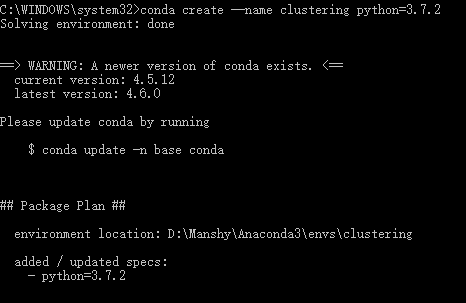 C:\WINDOWS\system32>conda create --name clustering python=3.7.2
Solving environment: done
==> WARNING: A newer version of conda exists. <==
current version: 4.5.12
latest version: 4.6.0
Please update conda by running
$ conda update -n base conda
## Package Plan ##
environment location: D:\Manshy\Anaconda3\envs\clustering
added / updated specs:
- python=3.7.2